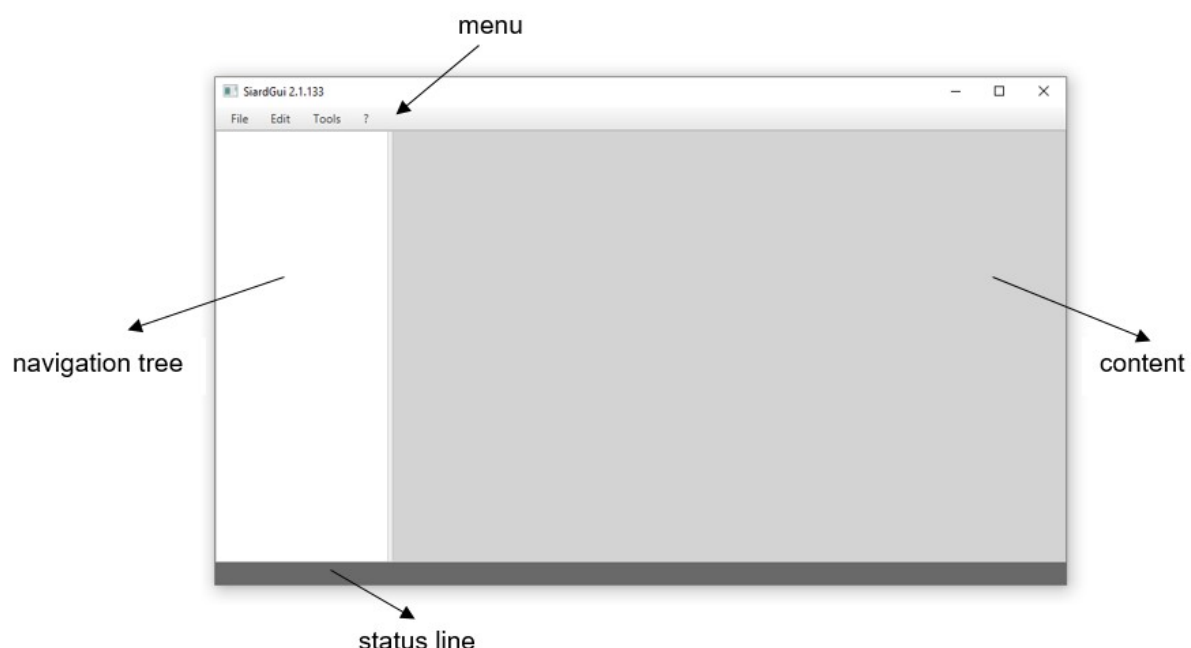 menu
SiardGui 2.1.133
File Edit Tools ?
navigation tree
content
status line